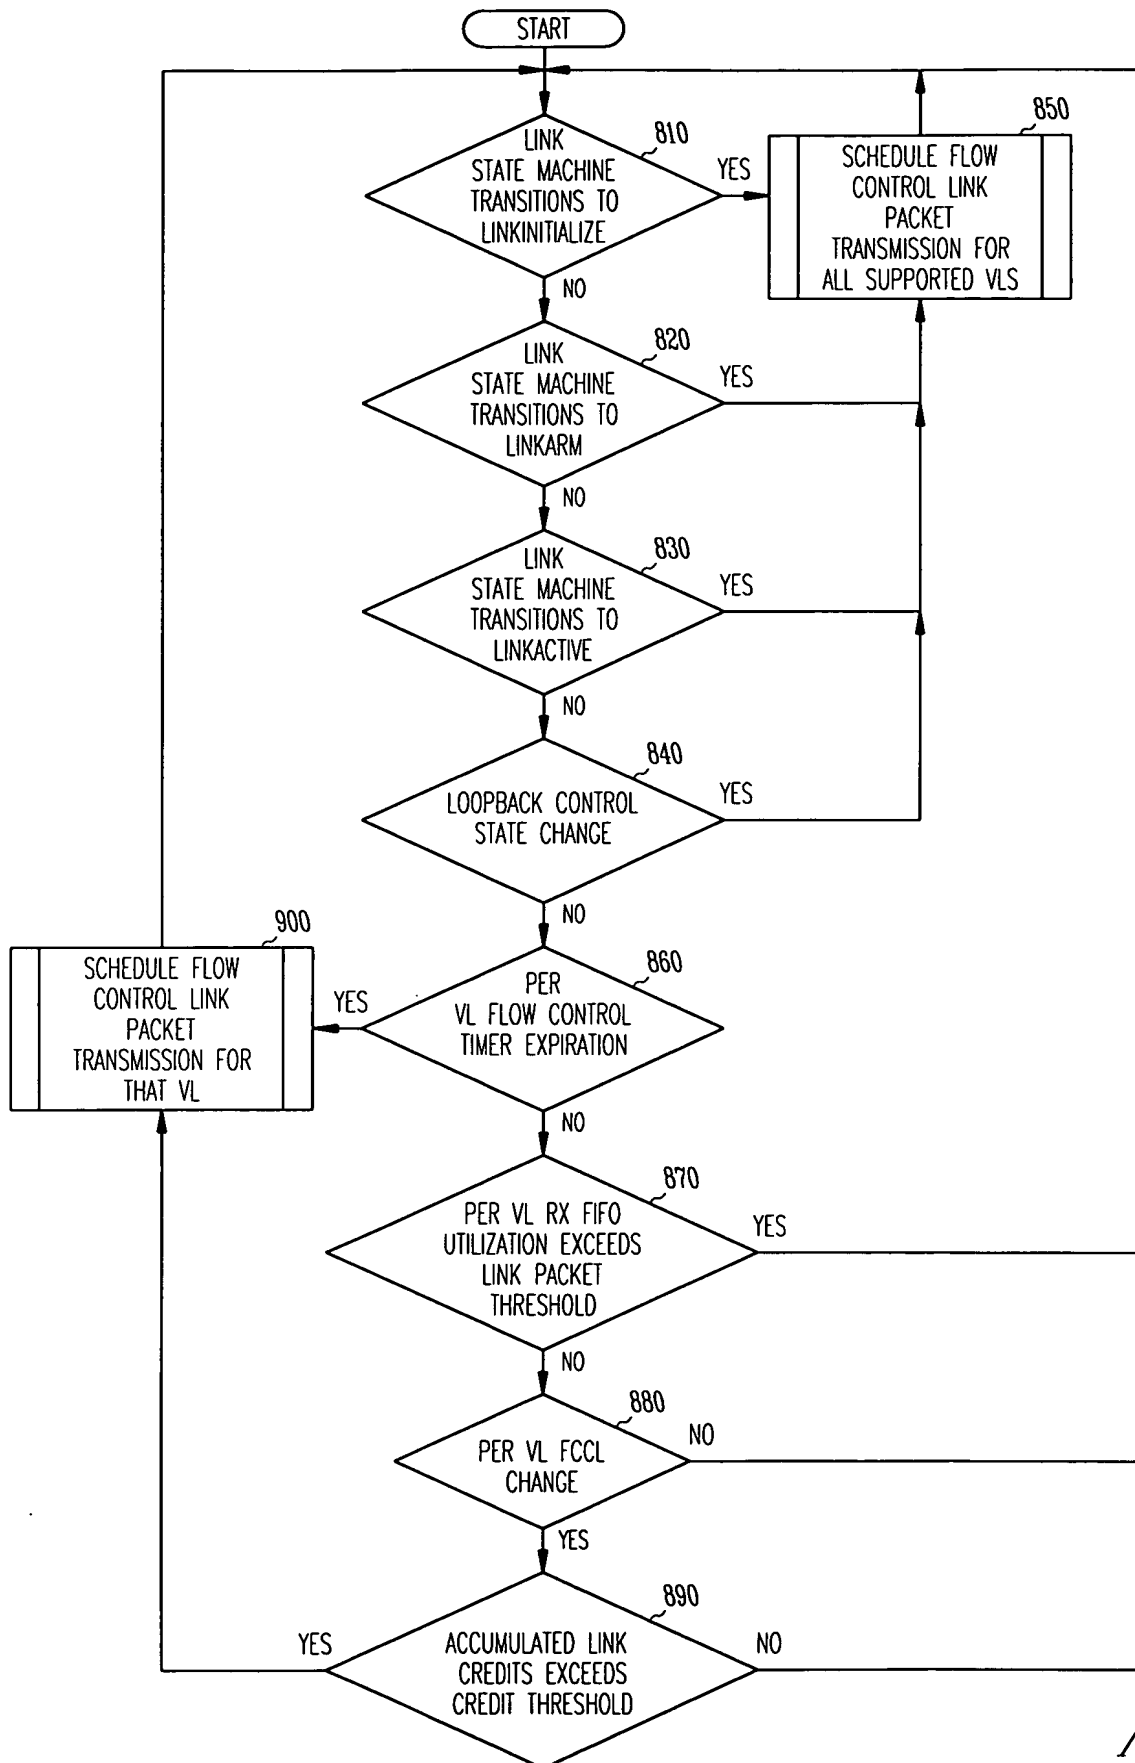 START
810
LINK
STATE MACHINE
TRANSITIONS TO
LINKINITIALIZE
YES
NO
850
SCHEDULE FLOW
CONTROL LINK
PACKET
TRANSMISSION FOR
ALL SUPPORTED VLS
820
LINK
STATE MACHINE
TRANSITIONS TO
LINKARM
YES
NO
830
LINK
STATE MACHINE
TRANSITIONS TO
LINKACTIVE
YES
NO
840
LOOPBACK CONTROL
STATE CHANGE
YES
NO
900
SCHEDULE FLOW
CONTROL LINK
PACKET
TRANSMISSION FOR
THAT VL
860
PER
VL FLOW CONTROL
TIMER EXPIRATION
YES
NO
870
PER VL RX FIFO
UTILIZATION EXCEEDS
LINK PACKET
THRESHOLD
YES
NO
880
PER VL FCCL
CHANGE
NO
YES
890
ACCUMULATED LINK
CREDITS EXCEEDS
CREDIT THRESHOLD
YES
NO